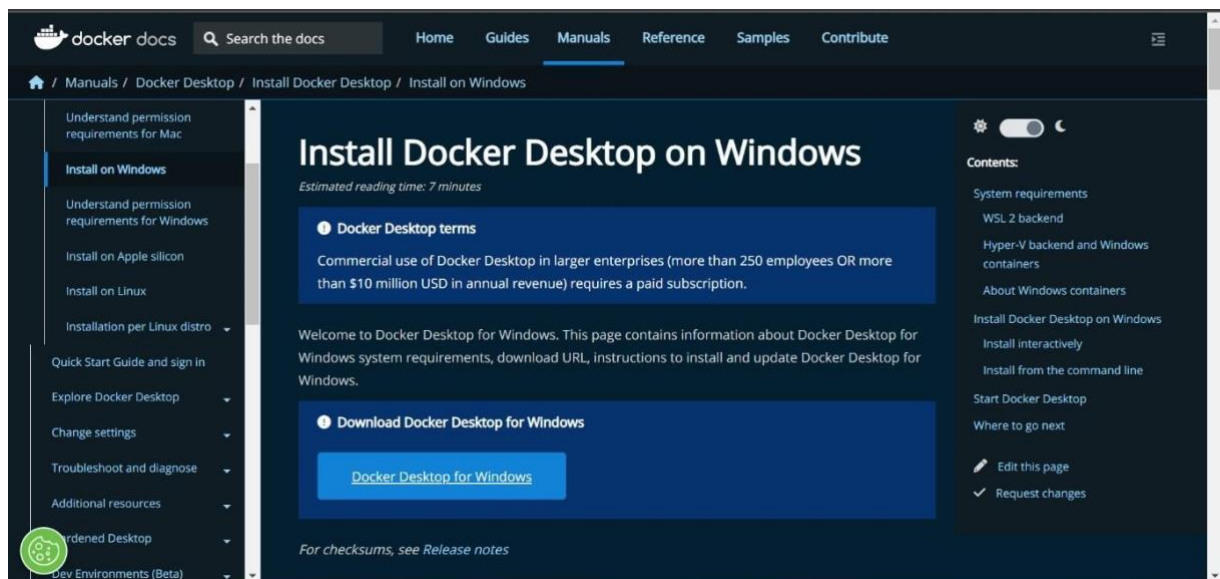 docker docs
Search the docs
Home Guides Manuals Reference Samples Contribute
/ Manuals / Docker Desktop / Install Docker Desktop / Install on Windows
Understand permission
requirements for Mac
Install on Windows
Understand permission
requirements for Windows
Install on Apple silicon
Install on Linux
Installation per Linux distro
Quick Start Guide and sign in
Explore Docker Desktop
Change settings
Troubleshoot and diagnose
Additional resources
Desktop
Dev Environments (Beta)
Install Docker Desktop on Windows
Estimated reading time: 7 minutes
Docker Desktop terms
Commercial use of Docker Desktop in larger enterprises (more than 250 employees OR more
than $10 million USD in annual revenue) requires a paid subscription.
Welcome to Docker Desktop for Windows. This page contains information about Docker Desktop for
Windows system requirements, download URL, instructions to install and update Docker Desktop for
Windows.
Download Docker Desktop for Windows
Docker Desktop for Windows
For checksums, see Release notes
Contents:
System requirements
WSL 2 backend
Hyper-V backend and Windows
containers
About Windows containers
Install Docker Desktop on Windows
Install interactively
Install from the command line
Start Docker Desktop
Where to go next
Edit this page
Request changes